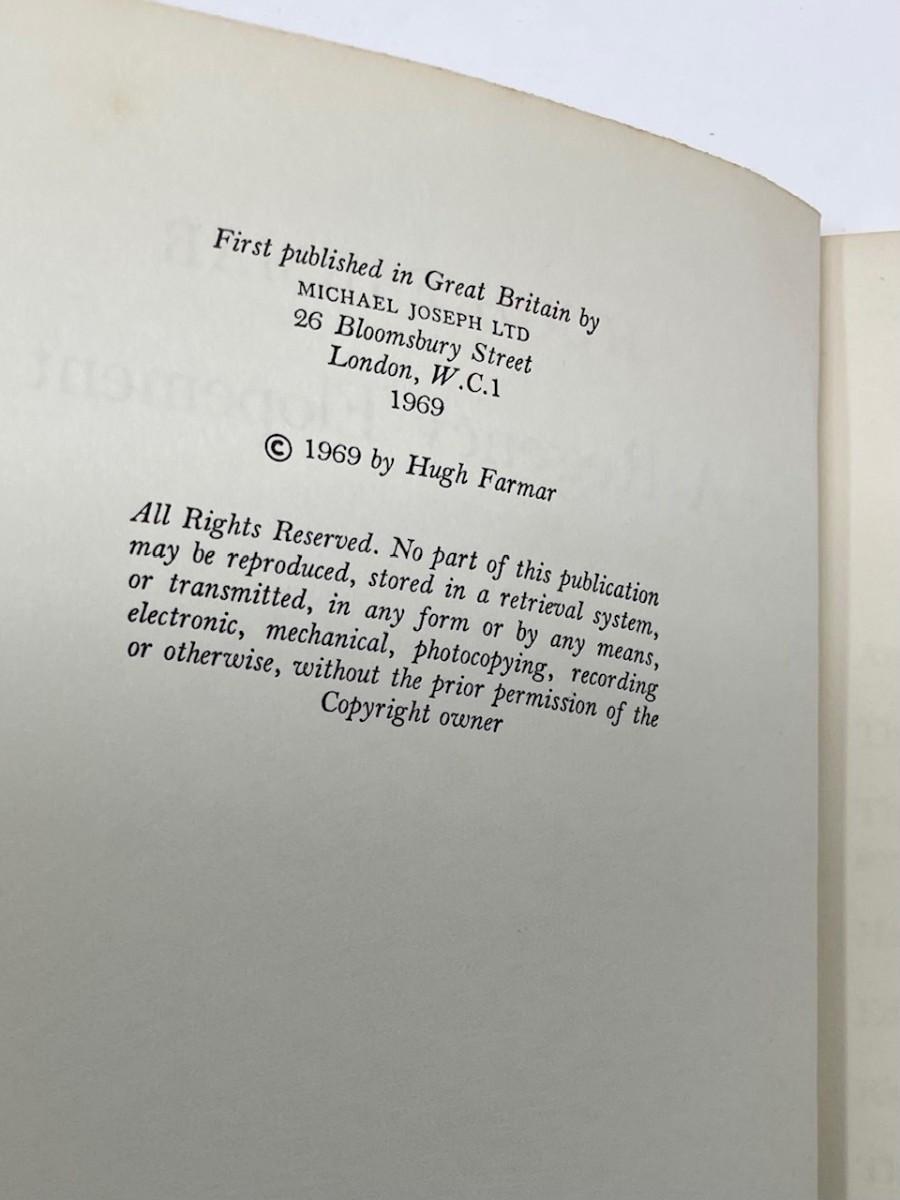 First published in Great Britain by
MICHAEL JOSEPH LTD
26 Bloomsbury Street
London, W.C.1
1969
© 1969 by Hugh Farmar
All Rights Reserved. No part of this publication
may be reproduced, stored in a retrieval system,
or transmitted, in any form or by any means,
electronic, mechanical, photocopying, recording
or otherwise, without the prior permission of the
Copyright owner